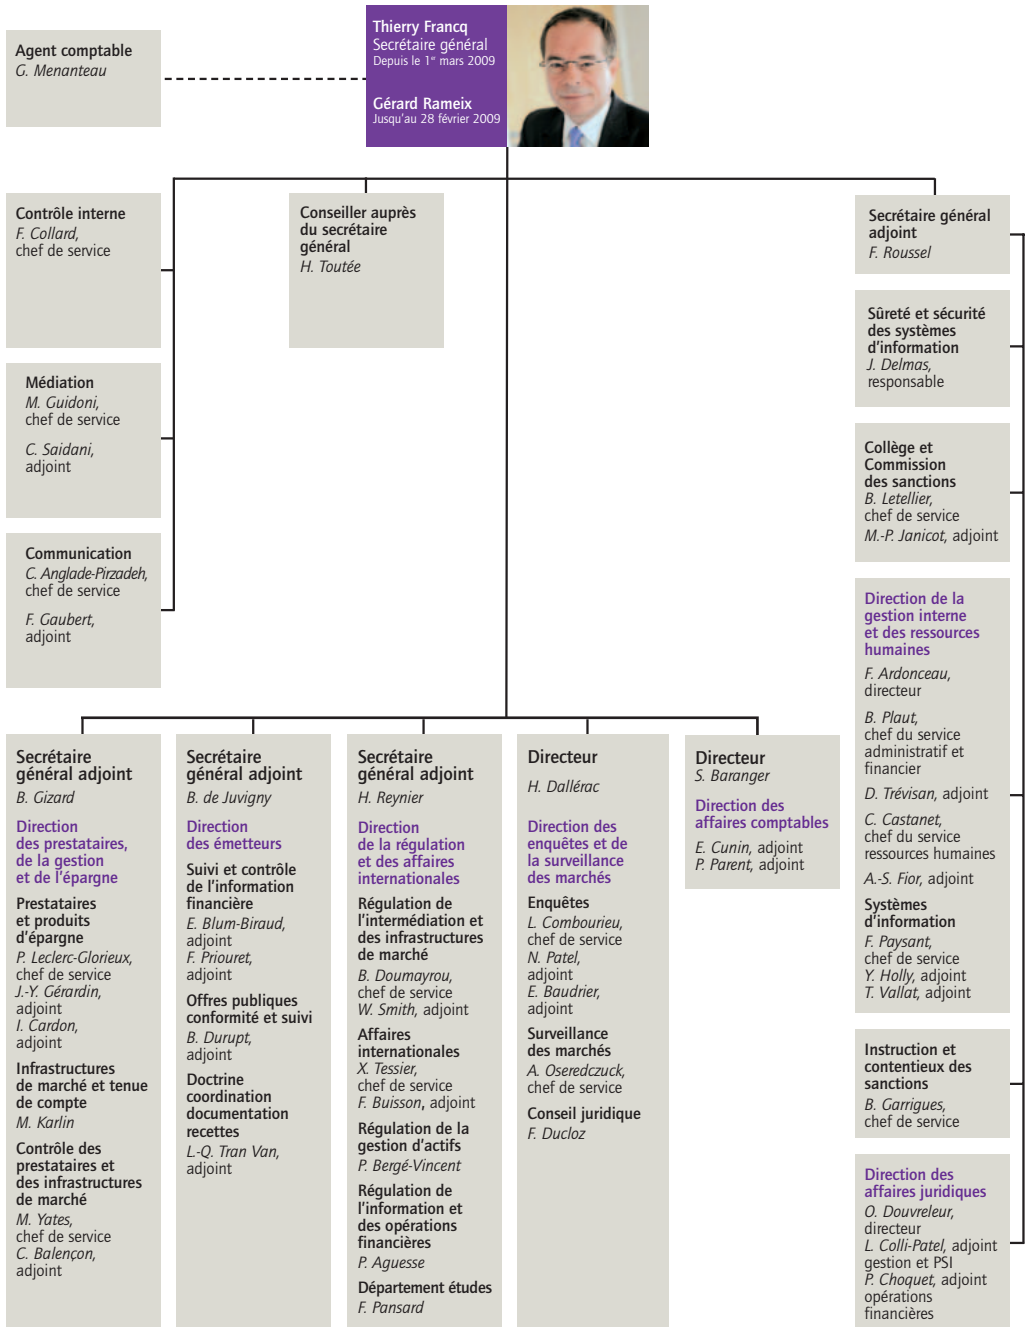 Agent comptable
G. Menanteau
Thierry Francq
Secrétaire général
Depuis le 1er mars 2009
Gérard Rameix
Jusqu'au 28 février 2009
Contrôle interne
F. Collard,
chef de service
Médiation
M. Guidoni,
chef de service
C. Saidani,
adjoint
Communication
C. Anglade-Pirzadeh,
chef de service
F. Gaubert,
adjoint
Conseiller auprès
du secrétaire
général
H. Toutée
Secrétaire général
adjoint
F. Roussel
Sûreté et sécurité
des systèmes
d'information
J. Delmas,
responsable
Collège et
Commission
des sanctions
B. Letellier,
chef de service
M.-P. Janicot, adjoint
Direction de la
gestion interne
et des ressources
humaines
F. Ardonceau,
directeur
B. Plaut,
chef du service
administratif et
financier
D. Trévisan, adjoint
C. Castanet,
chef du service
ressources humaines
A.-S. Fior, adjoint
Systèmes
d'information
F. Paysant,
chef de service
Y. Holly, adjoint
T. Vallat, adjoint
Instruction et
contentieux des
sanctions
B. Garrigues,
chef de service
Direction des
affaires juridiques
O. Douvreleur,
directeur
L. Colli-Patel, adjoint
gestion et PSI
P. Choquet, adjoint
opérations
financières
Secrétaire
général adjoint
B. Gizard
Direction
des prestataires,
de la gestion
et de l'épargne
Prestataires
et produits
d'épargne
P. Leclerc-Glorieux,
chef de service
J.-Y. Gérardin,
adjoint
I. Cardon,
adjoint
Infrastructures
de marché et tenue
de compte
M. Karlin
Contrôle des
prestataires et
des infrastructures
de marché
M. Yates,
chef de service
C. Balençon,
adjoint
Secrétaire
général adjoint
B. de Juvigny
Direction
des émetteurs
Suivi et contrôle
de l'information
financière
E. Blum-Biraud,
adjoint
F. Priouret,
adjoint
Offres publiques
conformité et suivi
B. Durupt,
adjoint
Doctrine
coordination
documentation
recettes
L.-Q. Tran Van,
adjoint
Secrétaire
général adjoint
H. Reynier
Direction
de la régulation
et des affaires
internationales
Régulation de
l'intermédiation et
des infrastructures
de marché
B. Doumayrou,
chef de service
W. Smith, adjoint
Affaires
internationales
X. Tessier,
chef de service
F. Buisson, adjoint
Régulation de la
gestion d'actifs
P. Bergé-Vincent
Régulation de
l'information et
des opérations
financières
P. Aguesse
Département études
F. Pansard
Directeur
H. Dallérac
Direction des
enquêtes et de
la surveillance
des marchés
Enquêtes
L. Combourieu,
chef de service
N. Patel,
adjoint
E. Baudrier,
adjoint
Surveillance
des marchés
A. Oseredczuck,
chef de service
Conseil juridique
F. Ducloz
Directeur
S. Baranger
Direction des
affaires comptables
E. Cunin, adjoint
P. Parent, adjoint